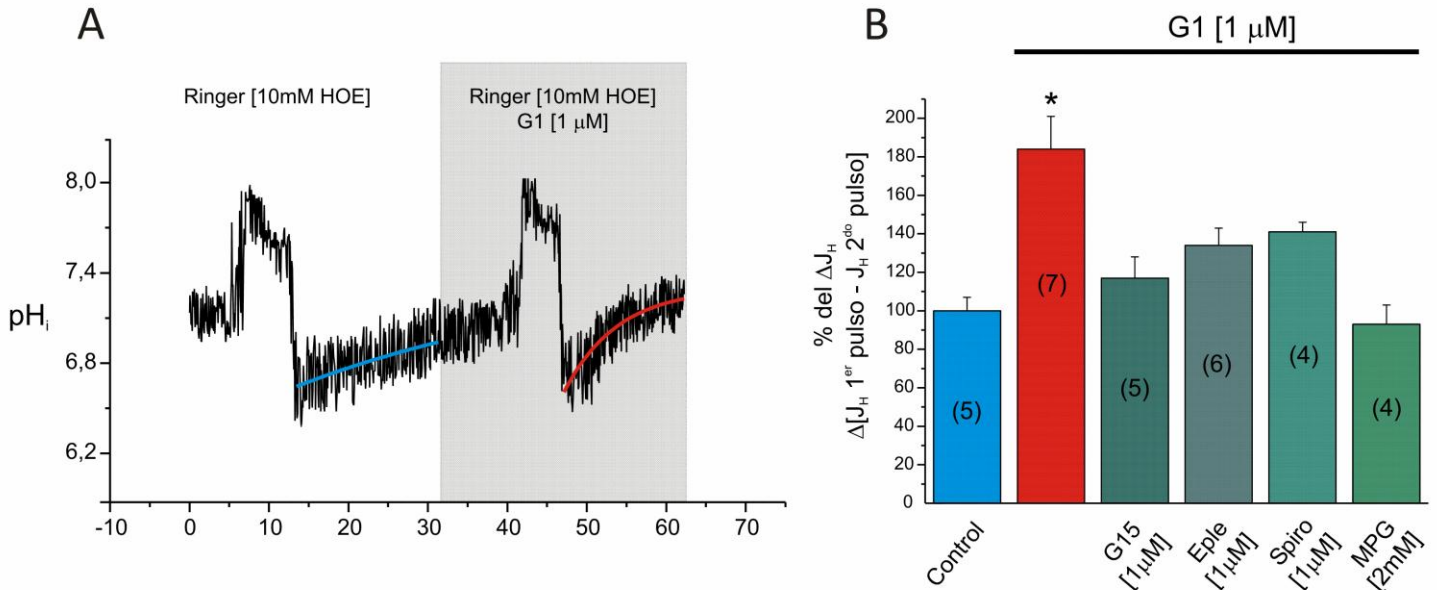 A
Ringer [10mM HOE]
Ringer [10mM HOE]
G1 [1 μM]
8,0
7,4
6,8
6,2
pHi
-10 0 10 20 30 40 50 60 70
B
G1 [1 μM]
% del ΔJH
Δ[JH 1er pulso - JH 2do pulso]
200
180
160
140
120
100
80
60
40
20
0
*
(5)
(7)
(5)
(6)
(4)
(4)
Control
G15
[1μM]
Eple
[1μM]
Spiro
[1μM]
MPG
[2mM]